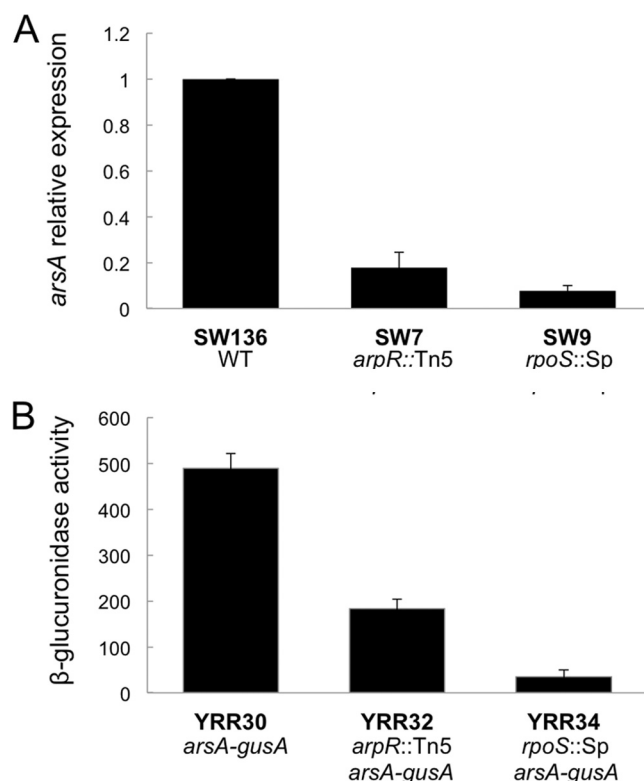 A
arsA relative expression
1.2
1
0.8
0.6
0.4
0.2
0
SW136 SW7 SW9
WT arpR::Tn5 rpoS::Sp
B
β-glucuronidase activity
600
500
400
300
200
100
0
YRR30 YRR32 YRR34
arsA-gusA arpR::Tn5 rpoS::Sp
arsA-gusA arsA-gusA